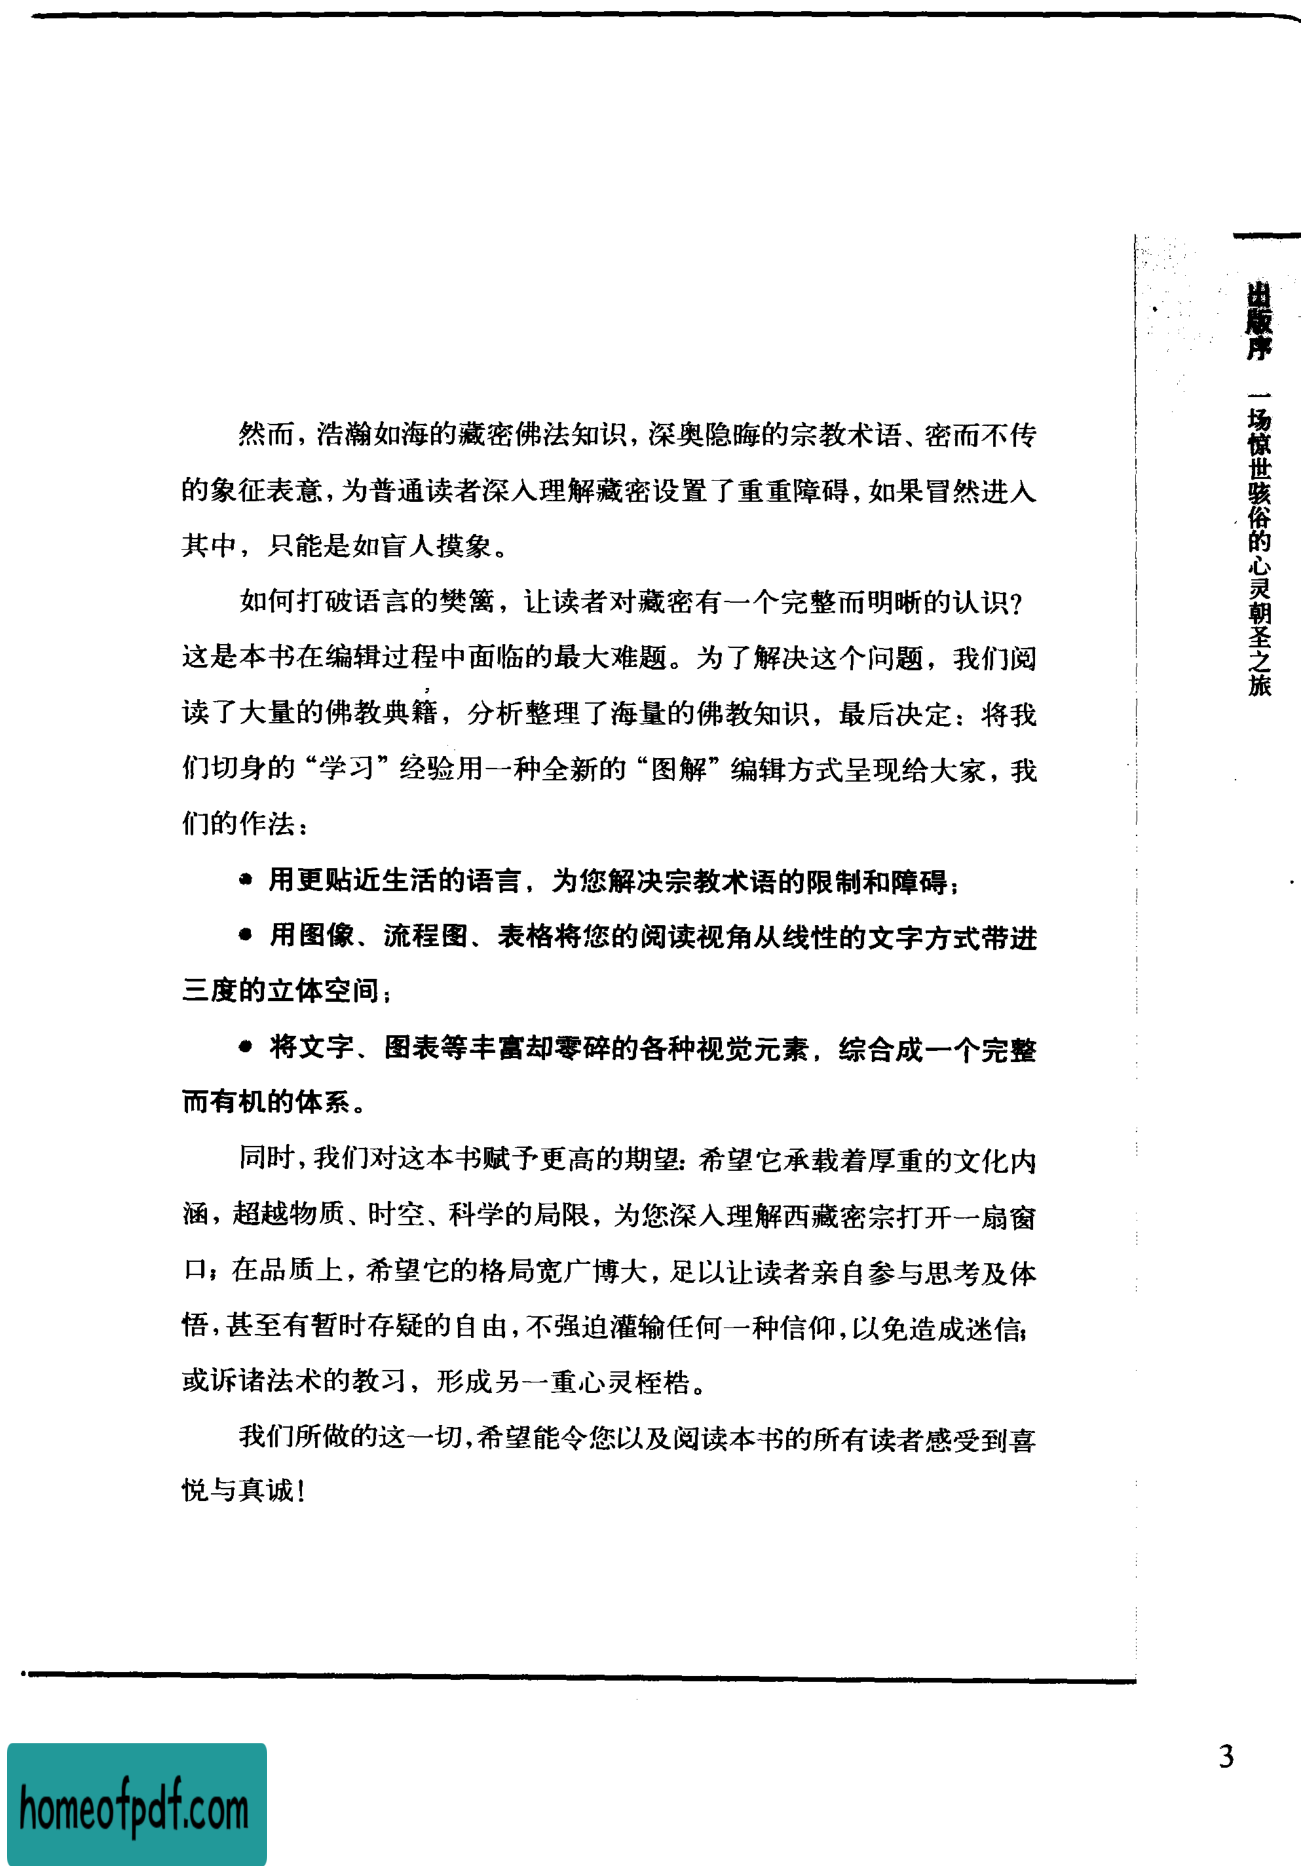 出版序 一场惊世骇俗的心灵朝圣之旅
然而，浩瀚如海的藏密佛法知识，深奥隐晦的宗教术语、密而不传
的象征表意，为普通读者深入理解藏密设置了重重障碍，如果冒然进入
其中，只能是如盲人摸象。
如何打破语言的樊篱，让读者对藏密有一个完整而明晰的认识？
这是本书在编辑过程中面临的最大难题。为了解决这个问题，我们阅
读了大量的佛教典籍，分析整理了海量的佛教知识，最后决定：将我
们切身的“学习”经验用一种全新的“图解”编辑方式呈现给大家，我
们的作法：
● 用更贴近生活的语言，为您解决宗教术语的限制和障碍；
● 用图像、流程图、表格将您的阅读视角从线性的文字方式带进
三度的立体空间；
● 将文字、图表等丰富却零碎的各种视觉元素，综合成一个完整
而有机的体系。
同时，我们对这本书赋予更高的期望：希望它承载着厚重的文化内
涵，超越物质、时空、科学的局限，为您深入理解西藏密宗打开一扇窗
口；在品质上，希望它的格局宽广博大，足以让读者亲自参与思考及体
悟，甚至有暂时存疑的自由，不强迫灌输任何一种信仰，以免造成迷信；
或诉诸法术的教习，形成另一重心灵桎梏。
我们所做的这一切，希望能令您以及阅读本书的所有读者感受到喜
悦与真诚！
3
homeofpdf.com